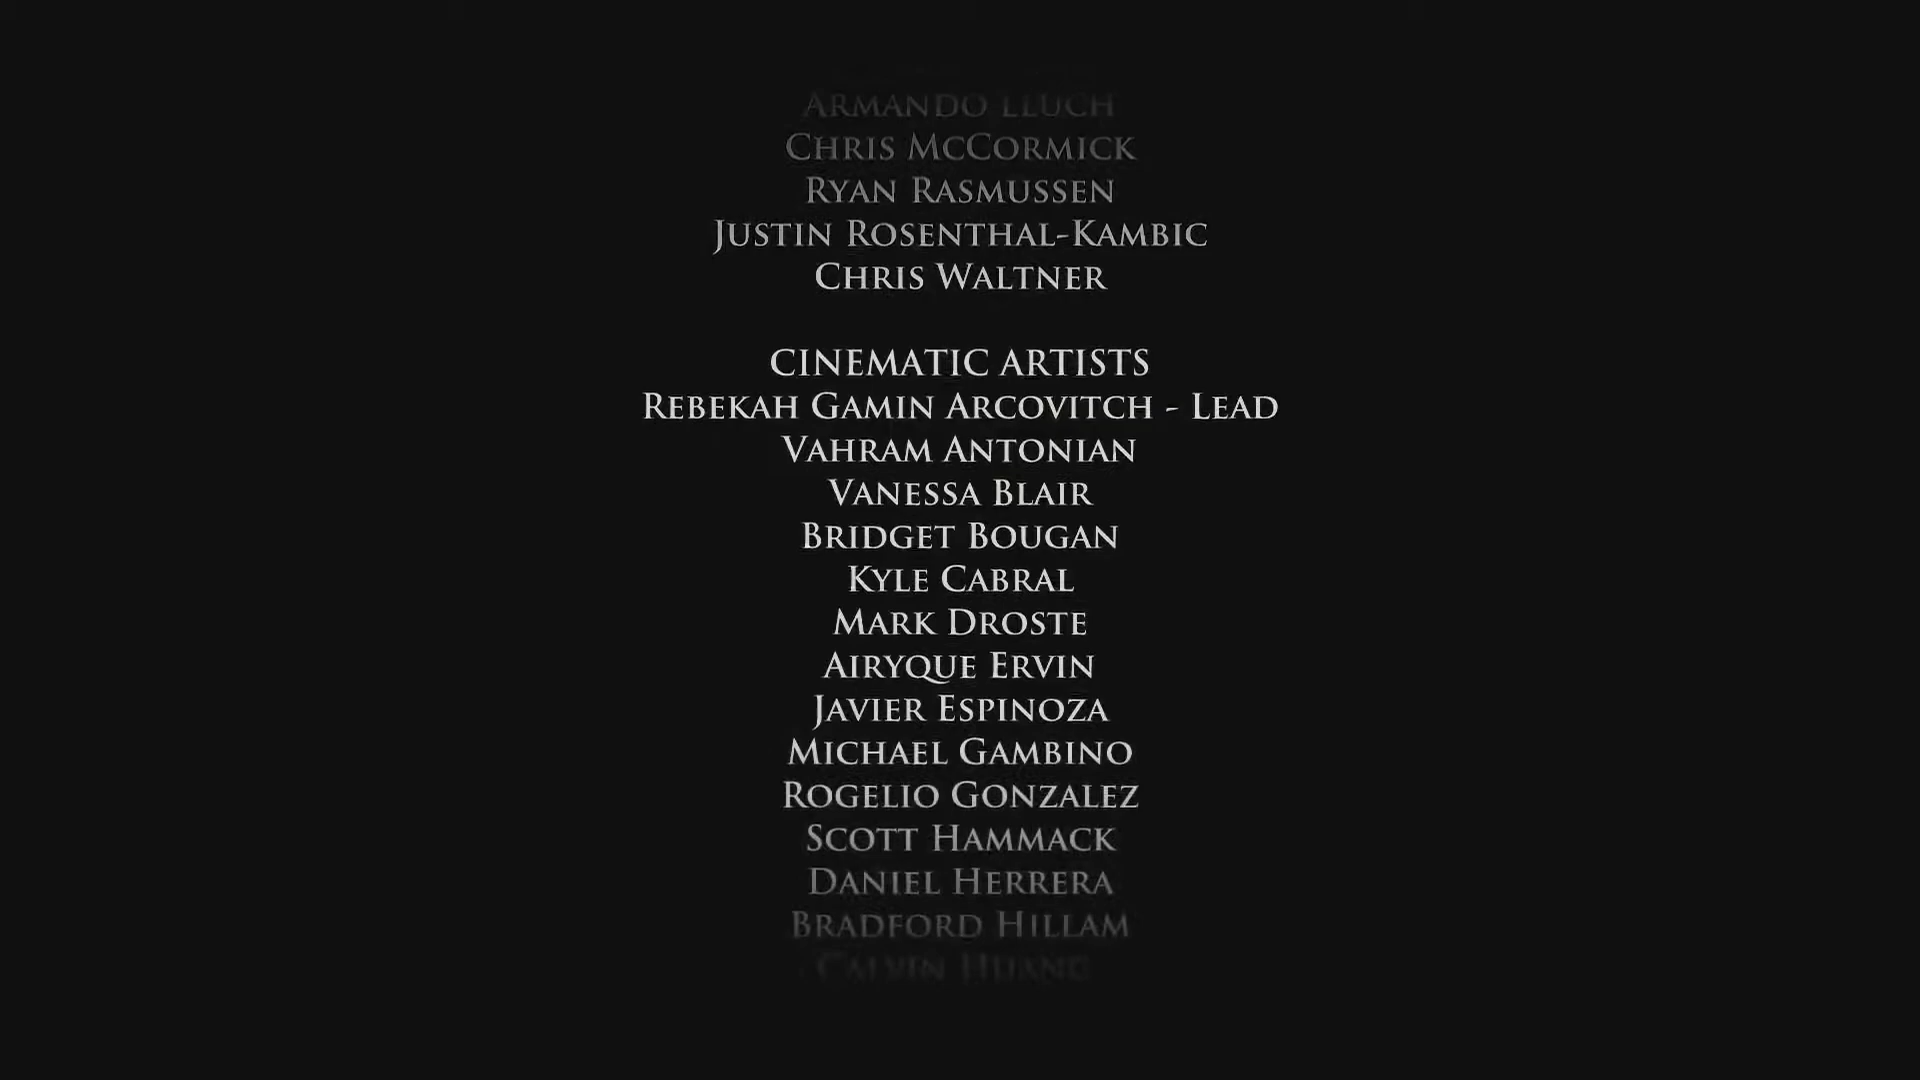 Armando Lluch
Chris McCormick
Ryan Rasmussen
Justin Rosenthal-Kambic
Chris Waltner
CINEMATIC ARTISTS
Rebekah Gamin Arcovitch - Lead
Vahram Antonian
Vanessa Blair
Bridget Bougan
Kyle Cabral
Mark Droste
Airyque Ervin
Javier Espinoza
Michael Gambino
Rogelio Gonzalez
Scott Hammack
Daniel Herrera
Bradford Hillam
Calvin Huang